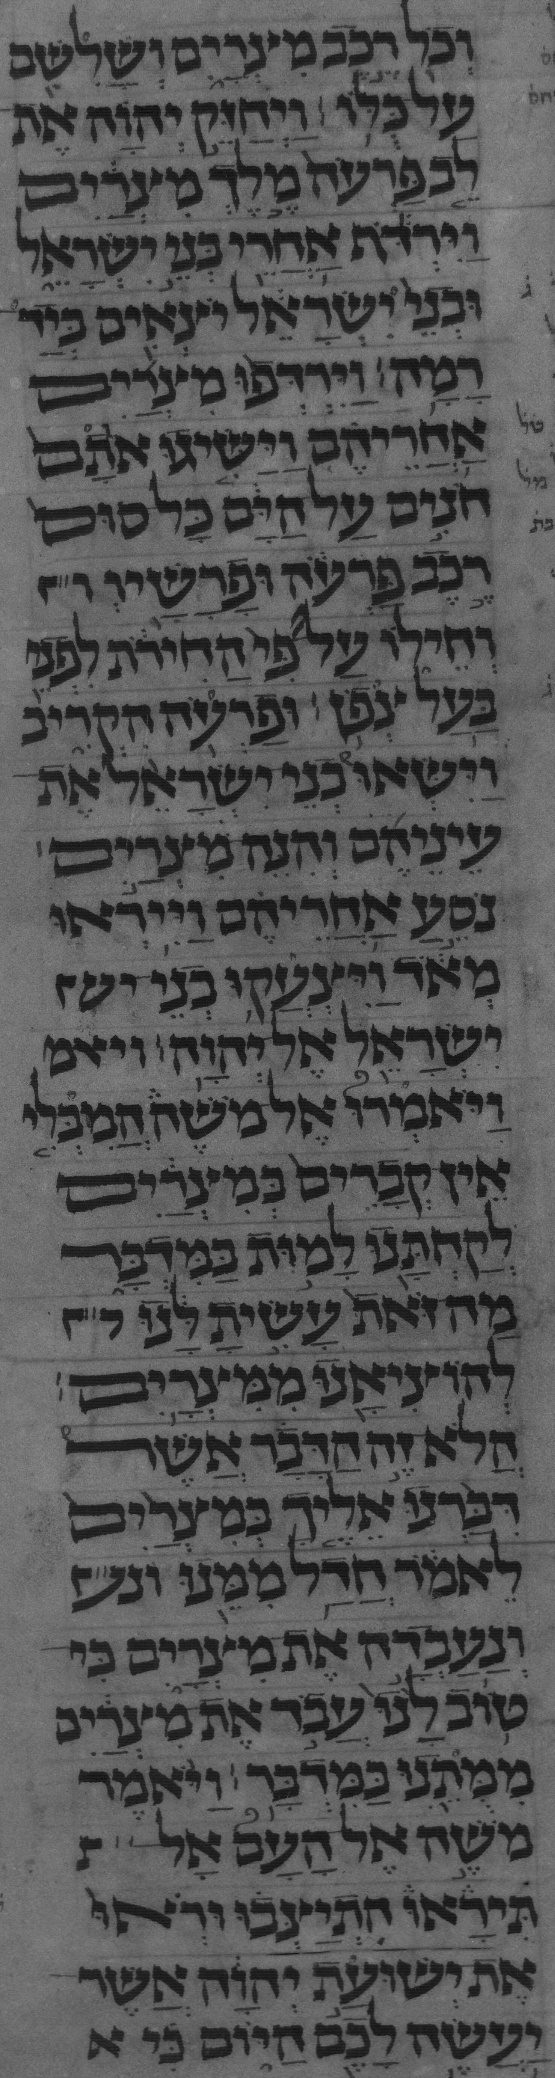 וכל רכב מצרים ושלשם
על כלו ׃ ויחזק יהוה את
לב פרעה מלך מצרים
וירדף אחרי בני ישראל
ובני ישראל יצאים ביד
רמה ׃ וירדפו מצרים
אחריהם וישיגו אתם
חנים על הים כל סוס
רכב פרעה ופרשיו וח
וחילו על פי החירת לפני
בעל צפן ׃ ופרעה הקריב
וישאו בני ישראל את
עיניהם והנה מצרים
נסע אחריהם וייראו
מאד ויצעקו בני יש
ישראל אל יהוה ׃ ויאמ
ויאמרו אל משה המבלי
אין קברים במצרים
לקחתנו למות במדבר
מה זאת עשית לנו ל
להוציאנו ממצרים ׃
הלא זה הדבר אשר
דברנו אליך במצרים
לאמר חדל ממנו ונע
ונעבדה את מצרים כי
טוב לנו עבד את מצרים
ממתנו במדבר ׃ ויאמר
משה אל העם אל ת
תיראו התיצבו וראו
את ישועת יהוה אשר
יעשה לכם היום כי א